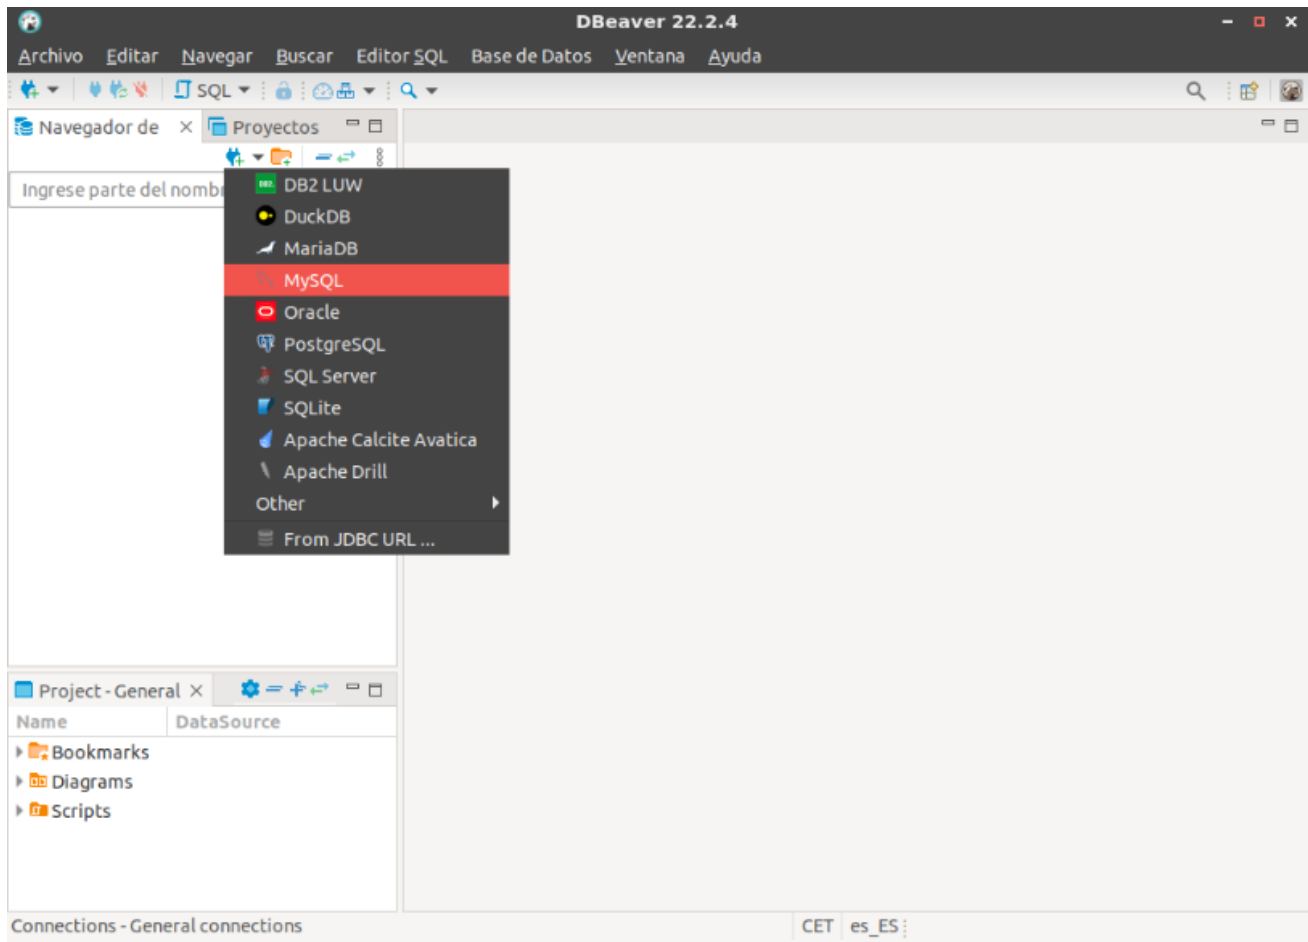 DBeaver 22.2.4
Archivo Editar Navegar Buscar Editor SQL Base de Datos Ventana Ayuda
SQL
Navegador de Proyectos
Ingrese parte del nombr
DB2 LUW
DuckDB
MariaDB
MySQL
Oracle
PostgreSQL
SQL Server
SQLite
Apache Calcite Avatica
Apache Drill
Other
From JDBC URL ...
Project - General
Name DataSource
Bookmarks
Diagrams
Scripts
Connections - General connections CET es_ES